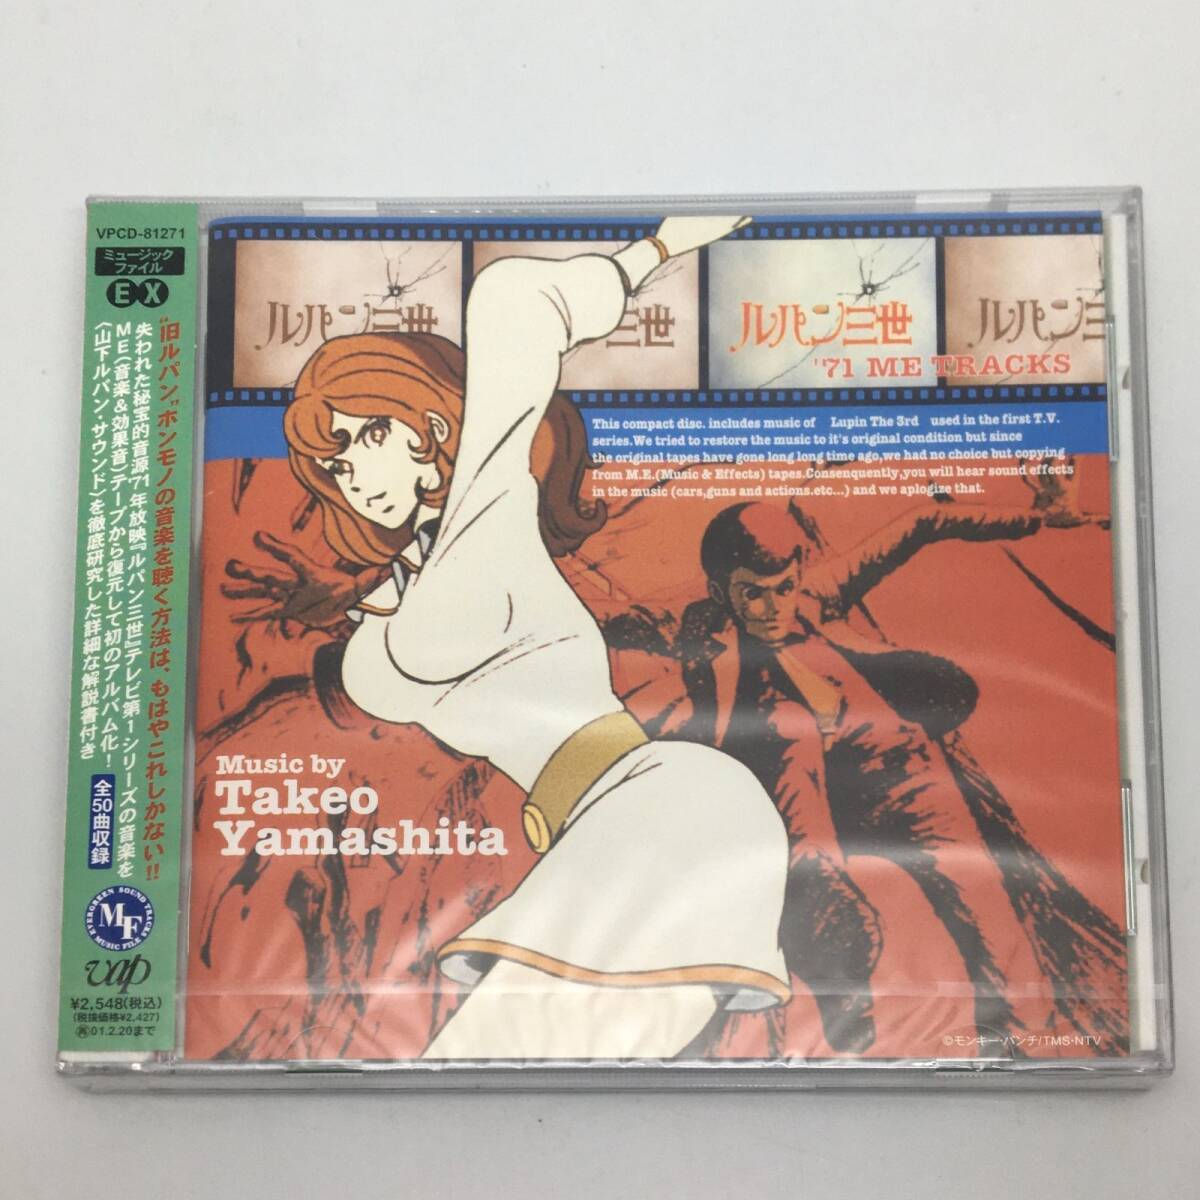 VPCD-81271
ミュージック
ファイル
EX
“旧ルパン”ホンモノの音楽を聴く方法は、もはやこれしかない!!
失われた秘宝的音源'71年放映『ルパン三世』テレビ第1シリーズの音楽を
ME(音楽&効果音)テープから復元して初のアルバム化!
〈山下ルパン・サウンド〉を徹底研究した詳細な解説書付き
全50曲収録
EVERGREEN SOUND TRACKS
MF
MUSIC FILE
vap
¥2,548(税込)
(税抜価格¥2,427)
再01.2.20まで
ルパン三世
三世
ルパン三世
ルパン三
'71 ME TRACKS
This compact disc. includes music of Lupin The 3rd used in the first T.V.
series.We tried to restore the music to it's original condition but since
the original tapes have gone long long time ago,we had no choice but copying
from M.E.(Music & Effects) tapes.Consenquently,you will hear sound effects
in the music (cars,guns and actions.etc...) and we aplogize that.
Music by
Takeo
Yamashita
©モンキー・パンチ/TMS・NTV